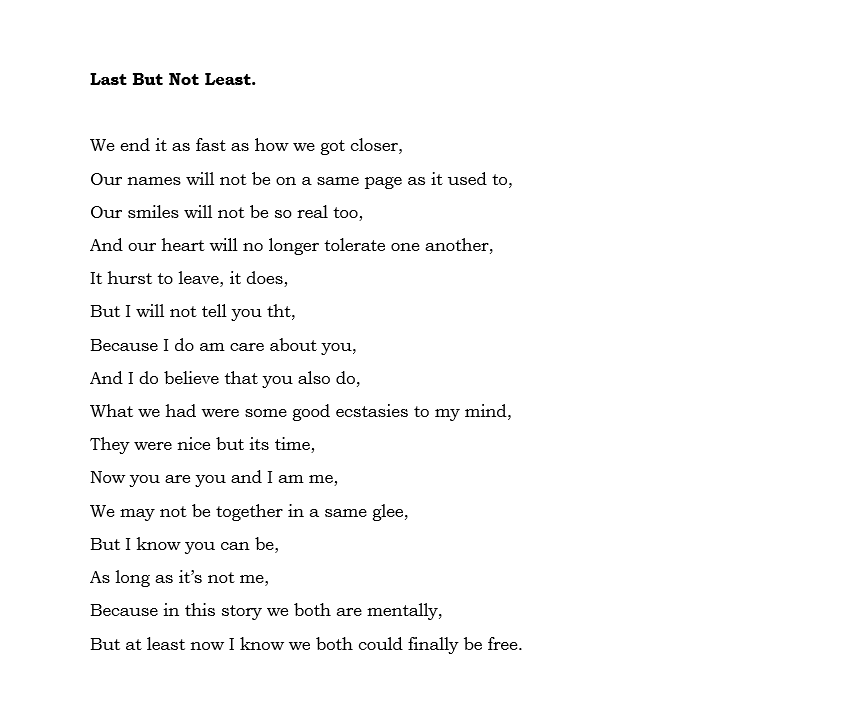 Last But Not Least.
We end it as fast as how we got closer,
Our names will not be on a same page as it used to,
Our smiles will not be so real too,
And our heart will no longer tolerate one another,
It hurst to leave, it does,
But I will not tell you tht,
Because I do am care about you,
And I do believe that you also do,
What we had were some good ecstasies to my mind,
They were nice but its time,
Now you are you and I am me,
We may not be together in a same glee,
But I know you can be,
As long as it’s not me,
Because in this story we both are mentally,
But at least now I know we both could finally be free.